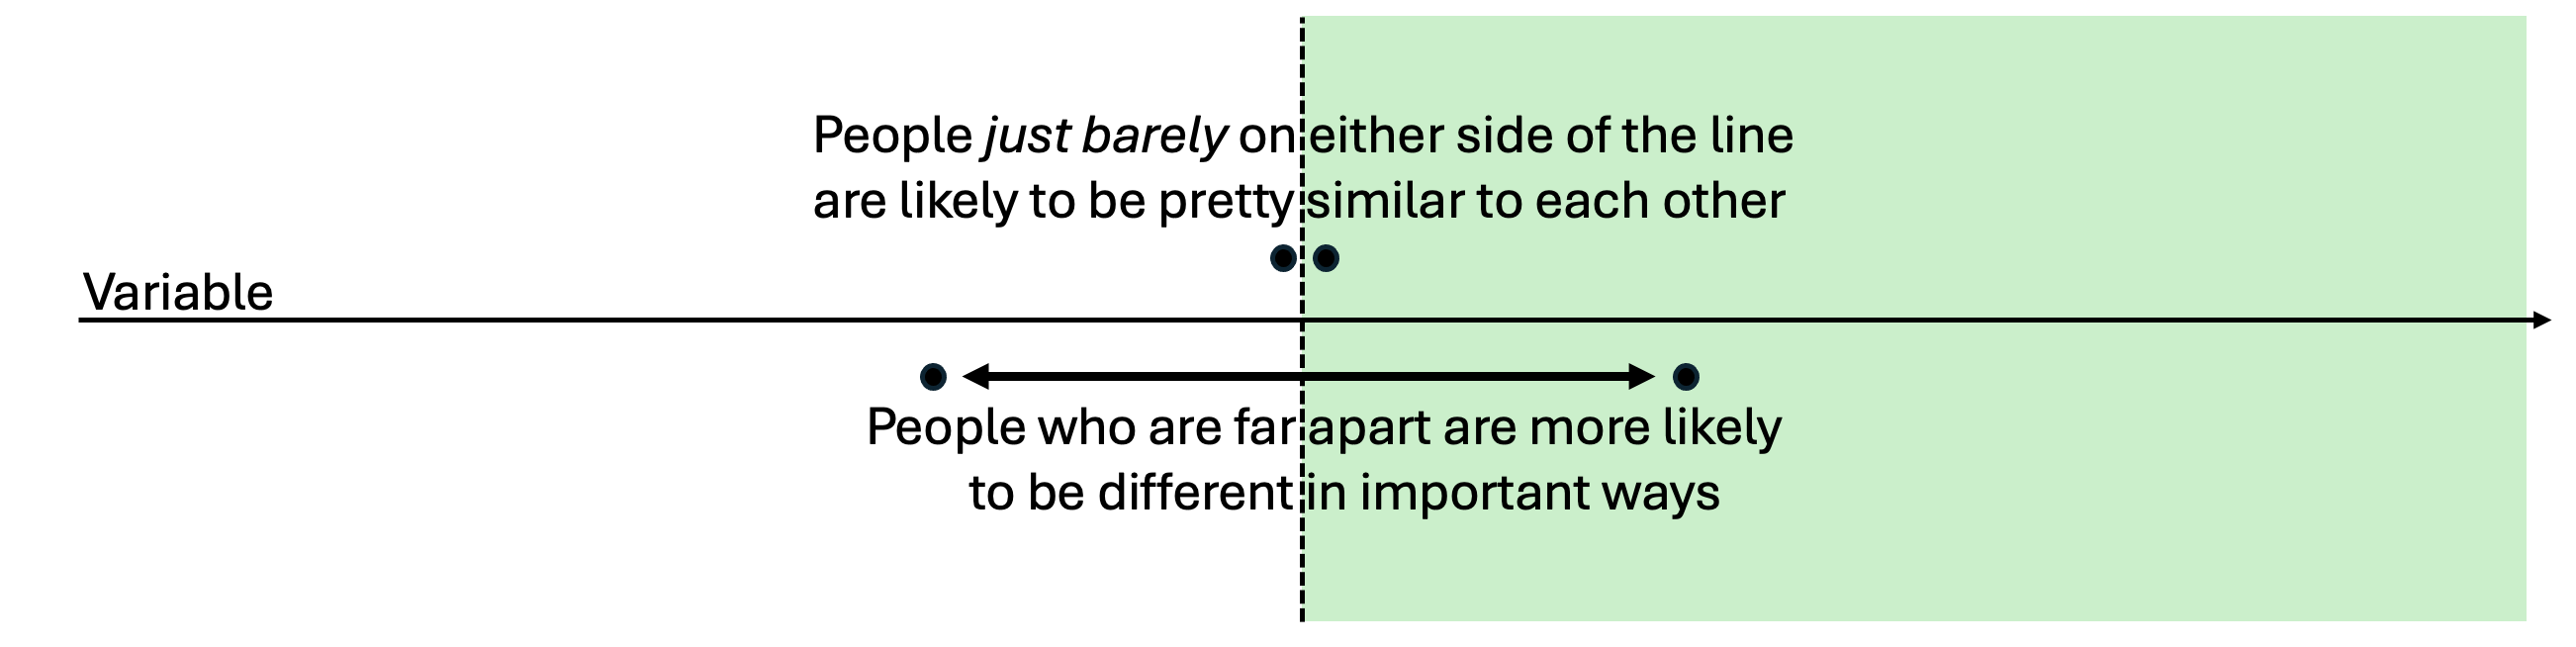 People just barely on either side of the line
are likely to be pretty similar to each other
Variable
People who are far apart are more likely
to be different in important ways